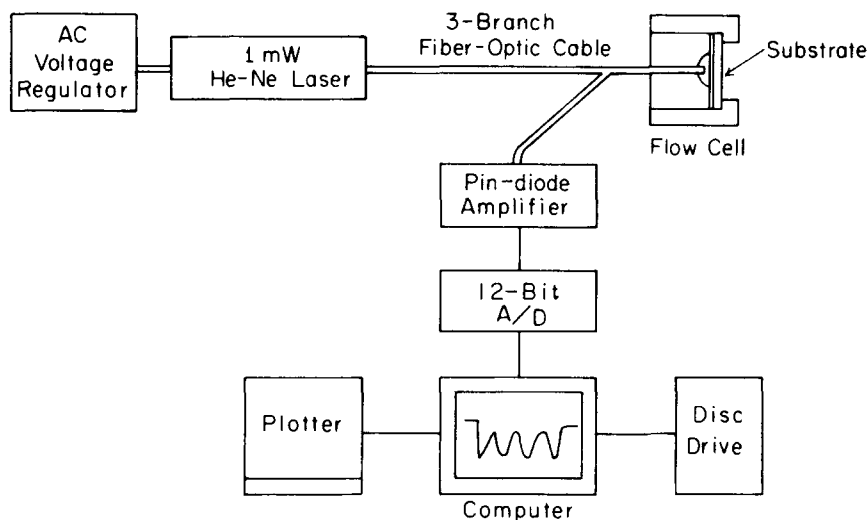 AC
Voltage
Regulator
1 mW
He-Ne Laser
3-Branch
Fiber-Optic Cable
Substrate
Flow Cell
Pin-diode
Amplifier
12-Bit
A/D
Plotter
Computer
Disc
Drive